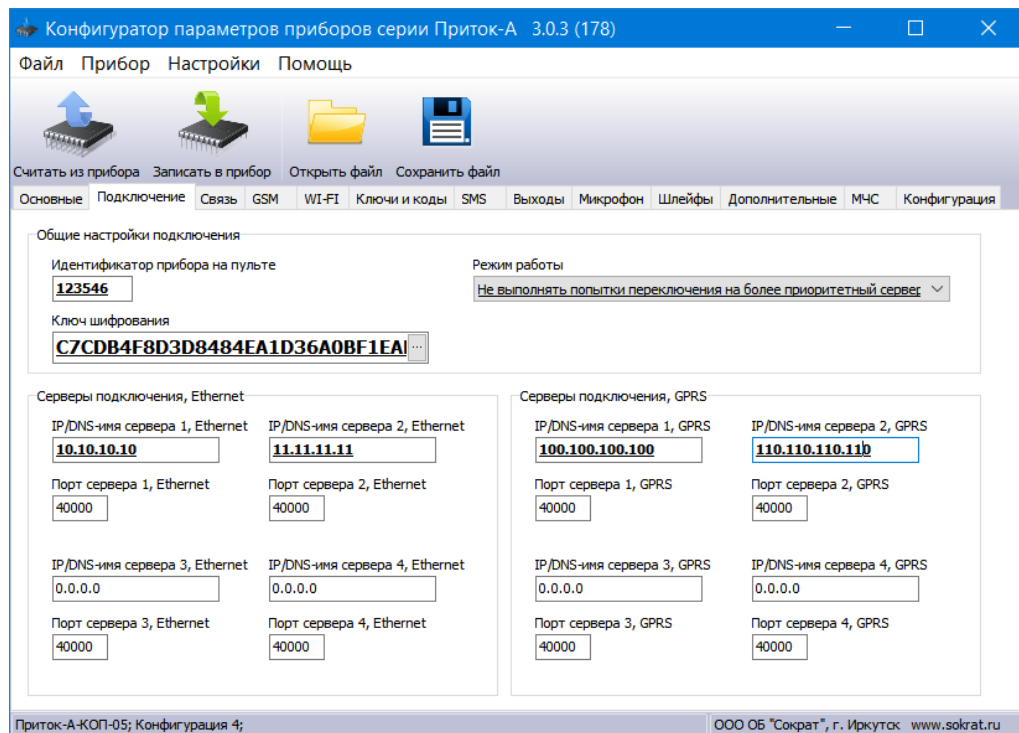 Конфигуратор параметров приборов серии Приток-А 3.0.3 (178)
Файл Прибор Настройки Помощь
Считать из прибора Записать в прибор Открыть файл Сохранить файл
Основные Подключение Связь GSM WI-FI Ключи и коды SMS Выходы Микрофон Шлейфы Дополнительные МЧС Конфигурация
Общие настройки подключения
Идентификатор прибора на пульте Режим работы
123546 Не выполнять попытки переключения на более приоритетный сервер
Ключ шифрования
C7CDB4F8D3D8484EA1D36A0BF1EA ...
Серверы подключения, Ethernet Серверы подключения, GPRS
IP/DNS-имя сервера 1, Ethernet IP/DNS-имя сервера 2, Ethernet IP/DNS-имя сервера 1, GPRS IP/DNS-имя сервера 2, GPRS
10.10.10.10 11.11.11.11 100.100.100.100 110.110.110.110
Порт сервера 1, Ethernet Порт сервера 2, Ethernet Порт сервера 1, GPRS Порт сервера 2, GPRS
40000 40000 40000 40000
IP/DNS-имя сервера 3, Ethernet IP/DNS-имя сервера 4, Ethernet IP/DNS-имя сервера 3, GPRS IP/DNS-имя сервера 4, GPRS
0.0.0.0 0.0.0.0 0.0.0.0 0.0.0.0
Порт сервера 3, Ethernet Порт сервера 4, Ethernet Порт сервера 3, GPRS Порт сервера 4, GPRS
40000 40000 40000 40000
Приток-А-КОП-05; Конфигурация 4; ООО ОБ "Сократ", г. Иркутск www.sokrat.ru